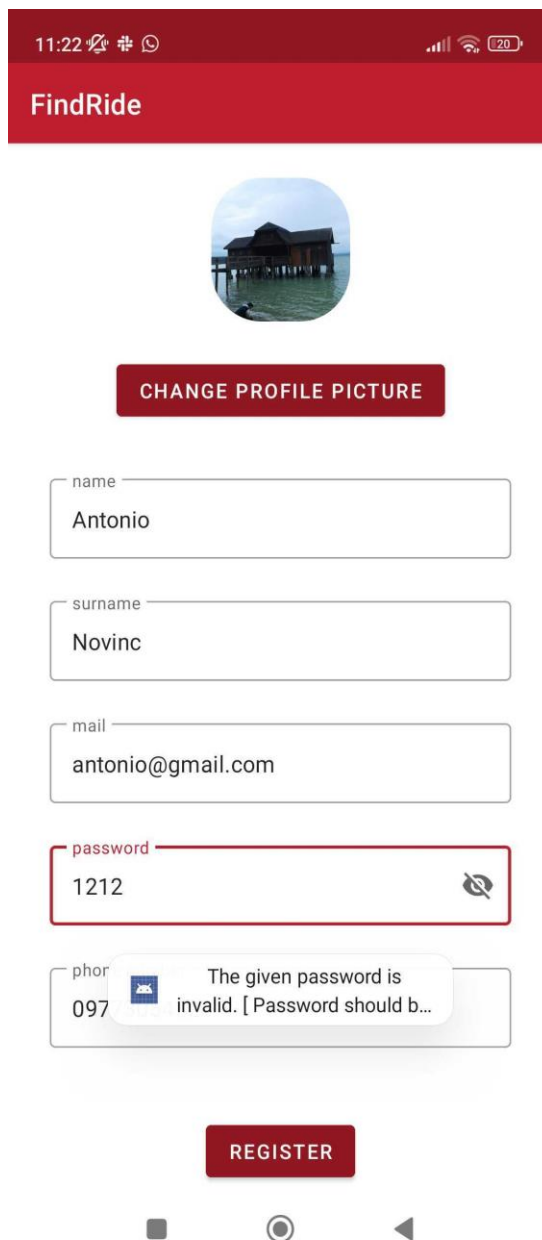 11:22
20
FindRide
CHANGE PROFILE PICTURE
name
Antonio
surname
Novinc
mail
antonio@gmail.com
password
1212
The given password is
invalid. [ Password should b...
REGISTER